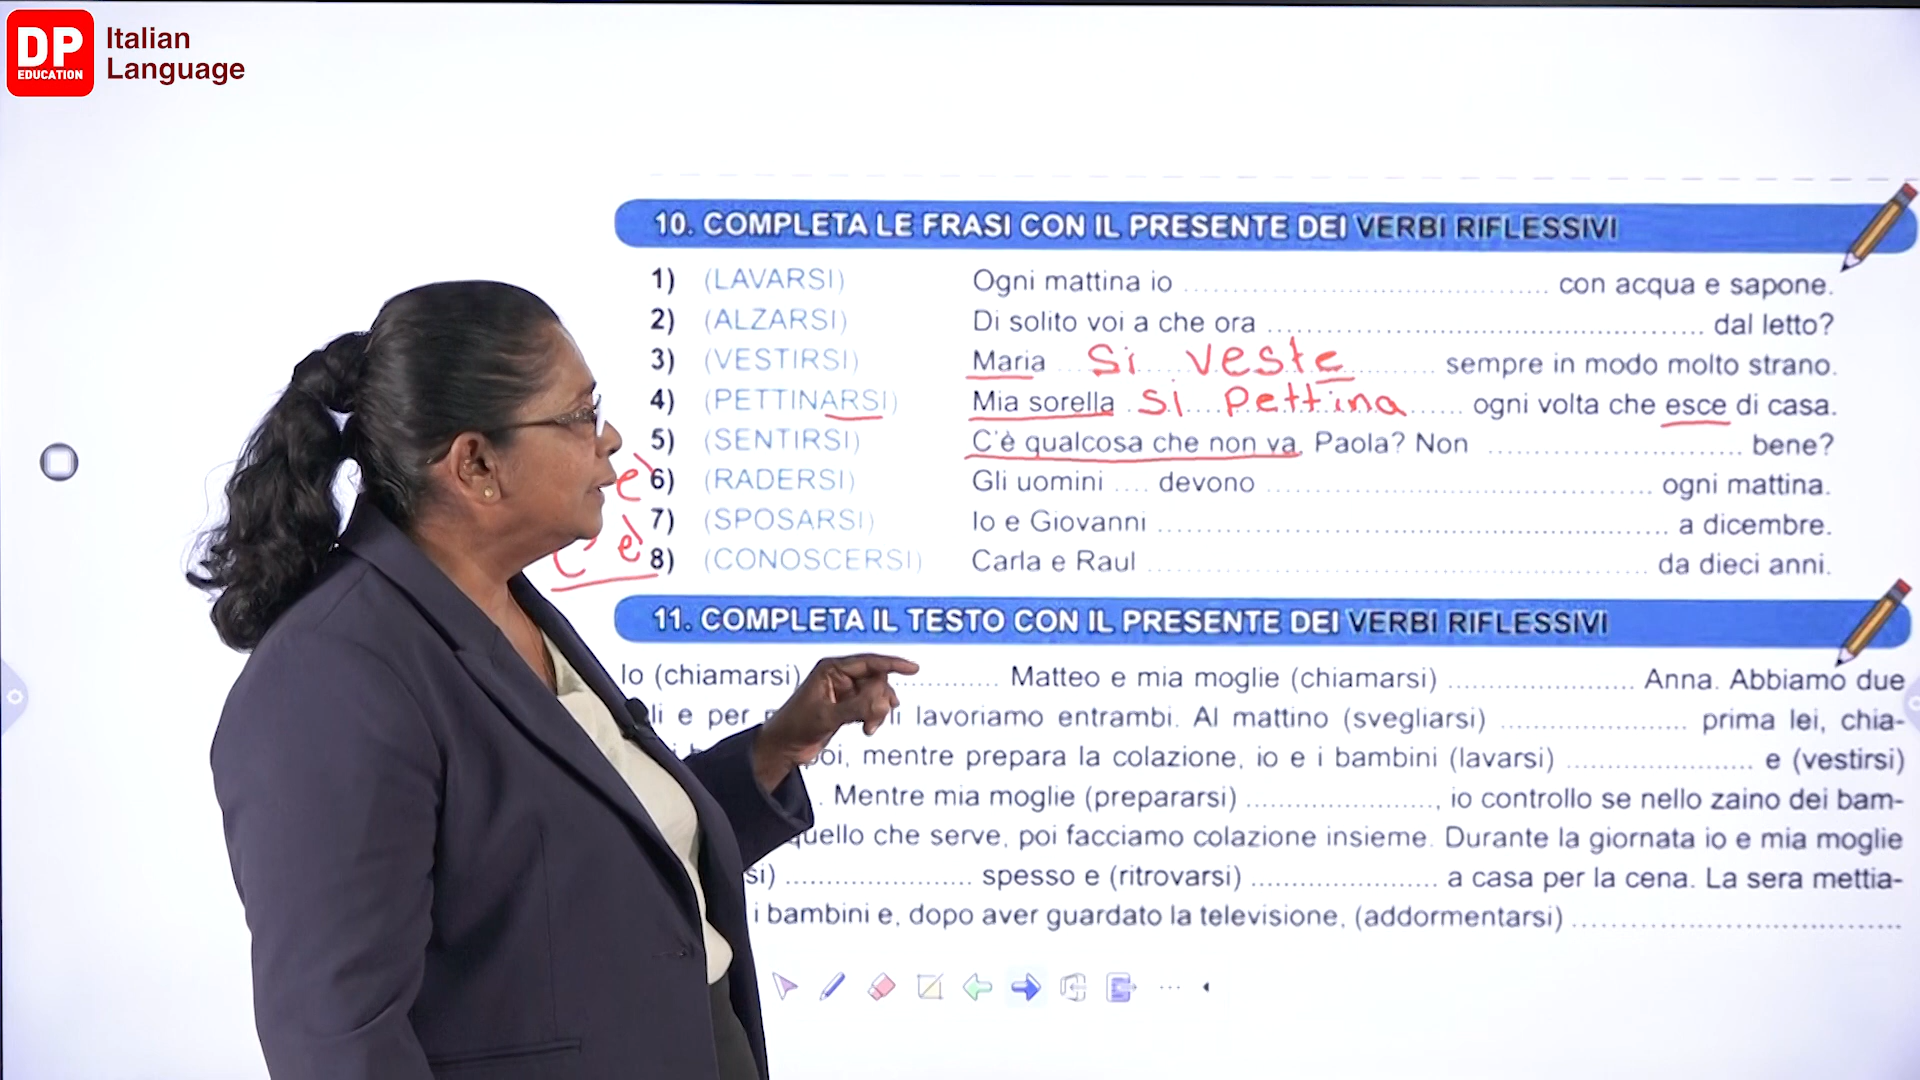 DP
EDUCATION
Italian
Language
10. COMPLETA LE FRASI CON IL PRESENTE DEI VERBI RIFLESSIVI
1) (LAVARSI) Ogni mattina io ........ con acqua e sapone.
2) (ALZARSI) Di solito voi a che ora ........ dal letto?
3) (VESTIRSI) Maria si veste sempre in modo molto strano.
4) (PETTINARSI) Mia sorella si pettina ogni volta che esce di casa.
5) (SENTIRSI) C'è qualcosa che non va, Paola? Non ........ bene?
è 6) (RADERSI) Gli uomini .... devono ........ ogni mattina.
7) (SPOSARSI) Io e Giovanni ........ a dicembre.
C'è 8) (CONOSCERSI) Carla e Raul ........ da dieci anni.
11. COMPLETA IL TESTO CON IL PRESENTE DEI VERBI RIFLESSIVI
Io (chiamarsi) ........ Matteo e mia moglie (chiamarsi) ........ Anna. Abbiamo due
li e per li lavoriamo entrambi. Al mattino (svegliarsi) ........ prima lei, chia-
poi, mentre prepara la colazione, io e i bambini (lavarsi) ........ e (vestirsi)
. Mentre mia moglie (prepararsi) ........, io controllo se nello zaino dei bam-
quello che serve, poi facciamo colazione insieme. Durante la giornata io e mia moglie
si) ........ spesso e (ritrovarsi) ........ a casa per la cena. La sera mettia-
i bambini e, dopo aver guardato la televisione, (addormentarsi) ........